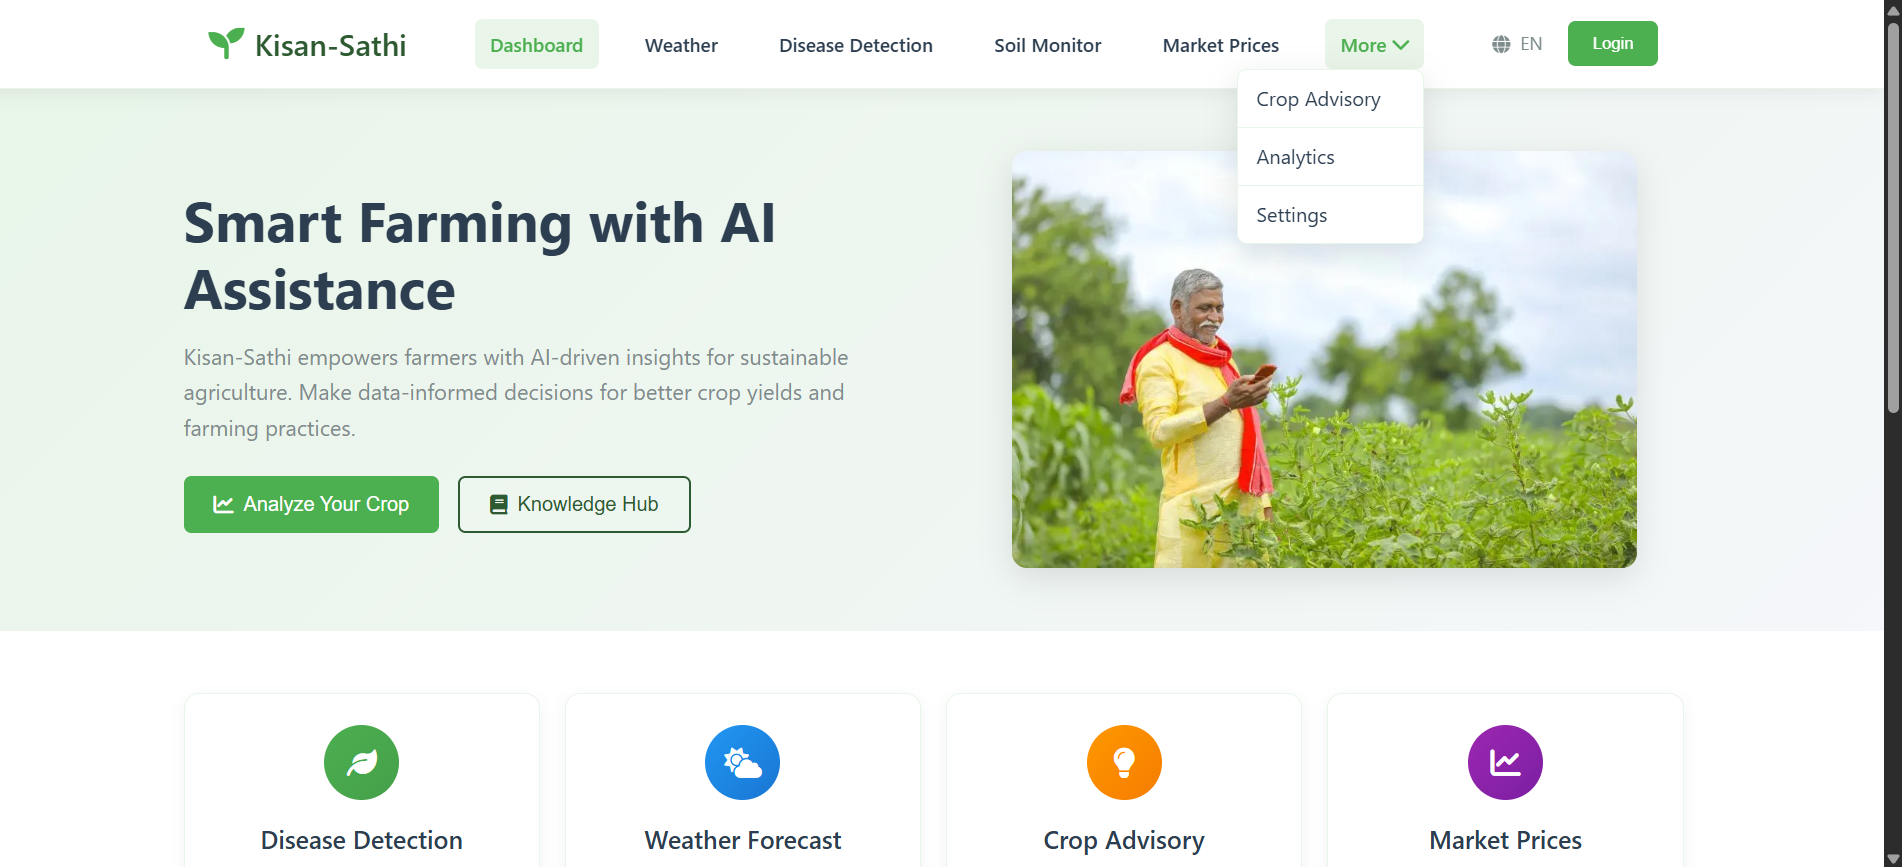 Kisan-Sathi
Dashboard
Weather
Disease Detection
Soil Monitor
Market Prices
More
EN
Login
Crop Advisory
Analytics
Settings
Smart Farming with AI
Assistance
Kisan-Sathi empowers farmers with AI-driven insights for sustainable
agriculture. Make data-informed decisions for better crop yields and
farming practices.
Analyze Your Crop
Knowledge Hub
Disease Detection
Weather Forecast
Crop Advisory
Market Prices